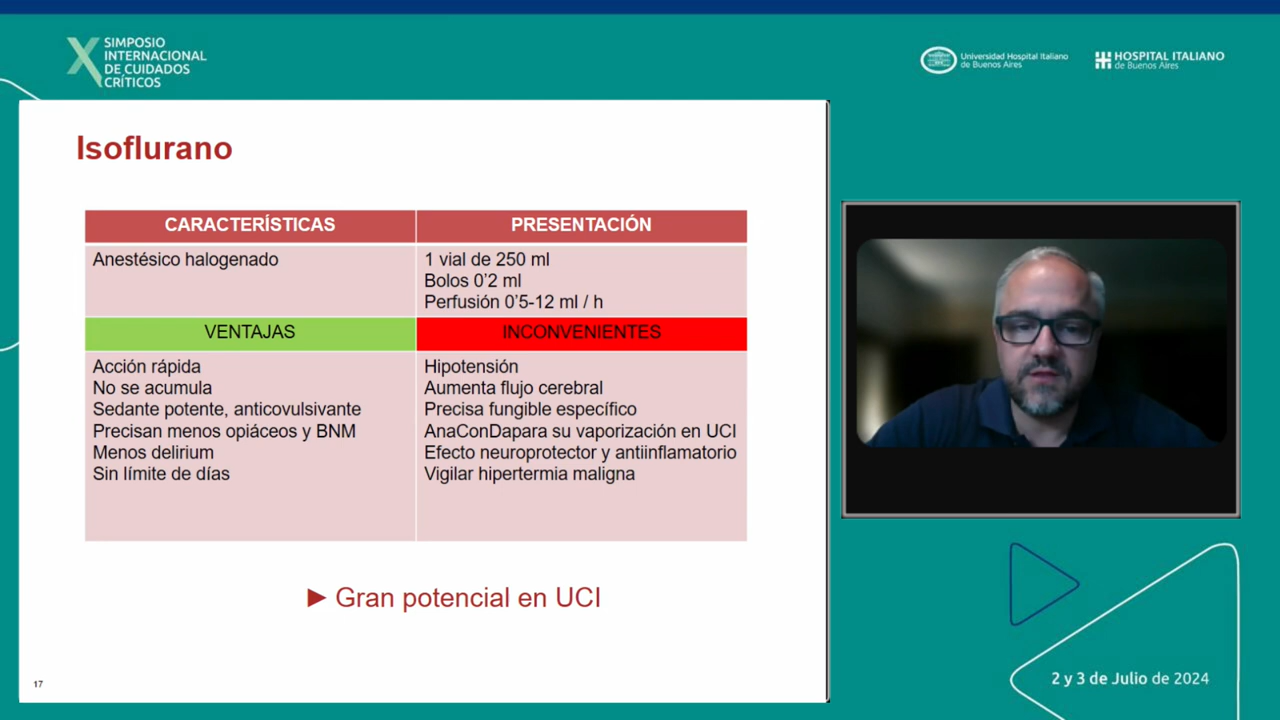 X SIMPOSIO
INTERNACIONAL
DE CUIDADOS
CRÍTICOS
Universidad Hospital Italiano
de Buenos Aires
HOSPITAL ITALIANO
de Buenos Aires
Isoflurano
CARACTERÍSTICAS
PRESENTACIÓN
Anestésico halogenado
1 vial de 250 ml
Bolos 0’2 ml
Perfusión 0’5-12 ml / h
VENTAJAS
INCONVENIENTES
Acción rápida
No se acumula
Sedante potente, anticovulsivante
Precisan menos opiáceos y BNM
Menos delirium
Sin límite de días
Hipotensión
Aumenta flujo cerebral
Precisa fungible específico
AnaConDapara su vaporización en UCI
Efecto neuroprotector y antiinflamatorio
Vigilar hipertermia maligna
► Gran potencial en UCI
17
2 y 3 de Julio de 2024